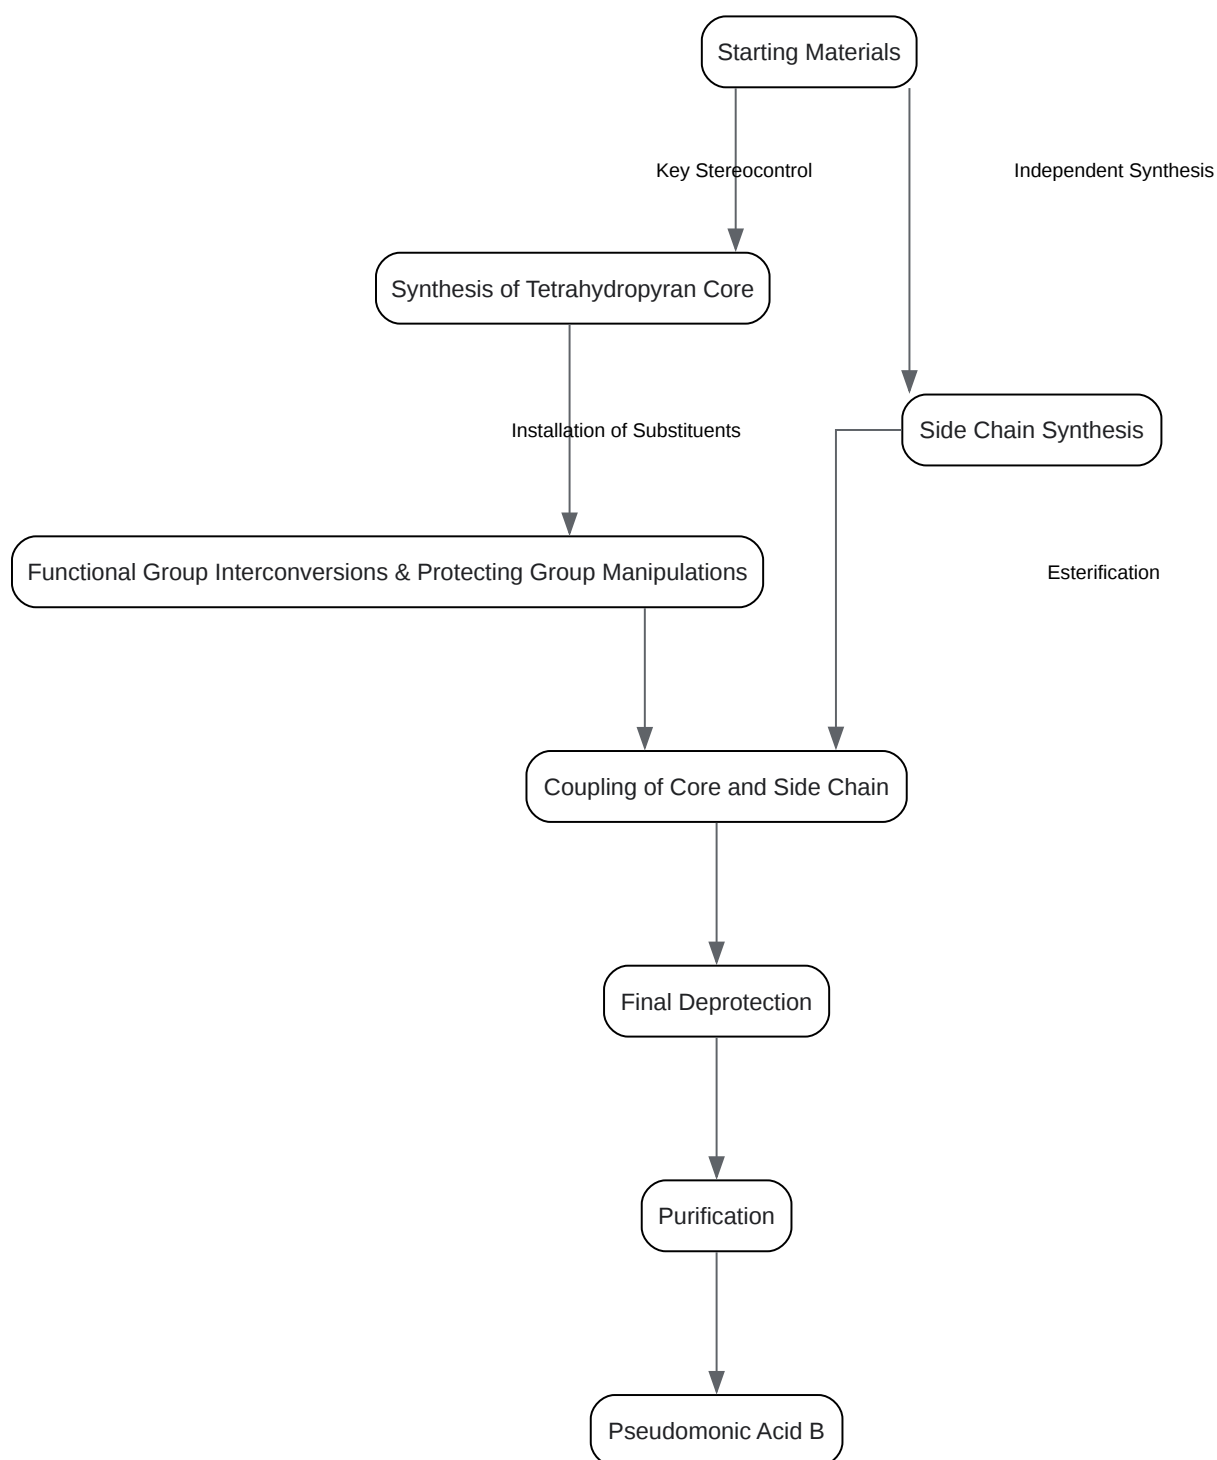 Starting Materials
Key Stereocontrol
Independent Synthesis
Synthesis of Tetrahydropyran Core
Installation of Substituents
Side Chain Synthesis
Functional Group Interconversions & Protecting Group Manipulations
Esterification
Coupling of Core and Side Chain
Final Deprotection
Purification
Pseudomonic Acid B